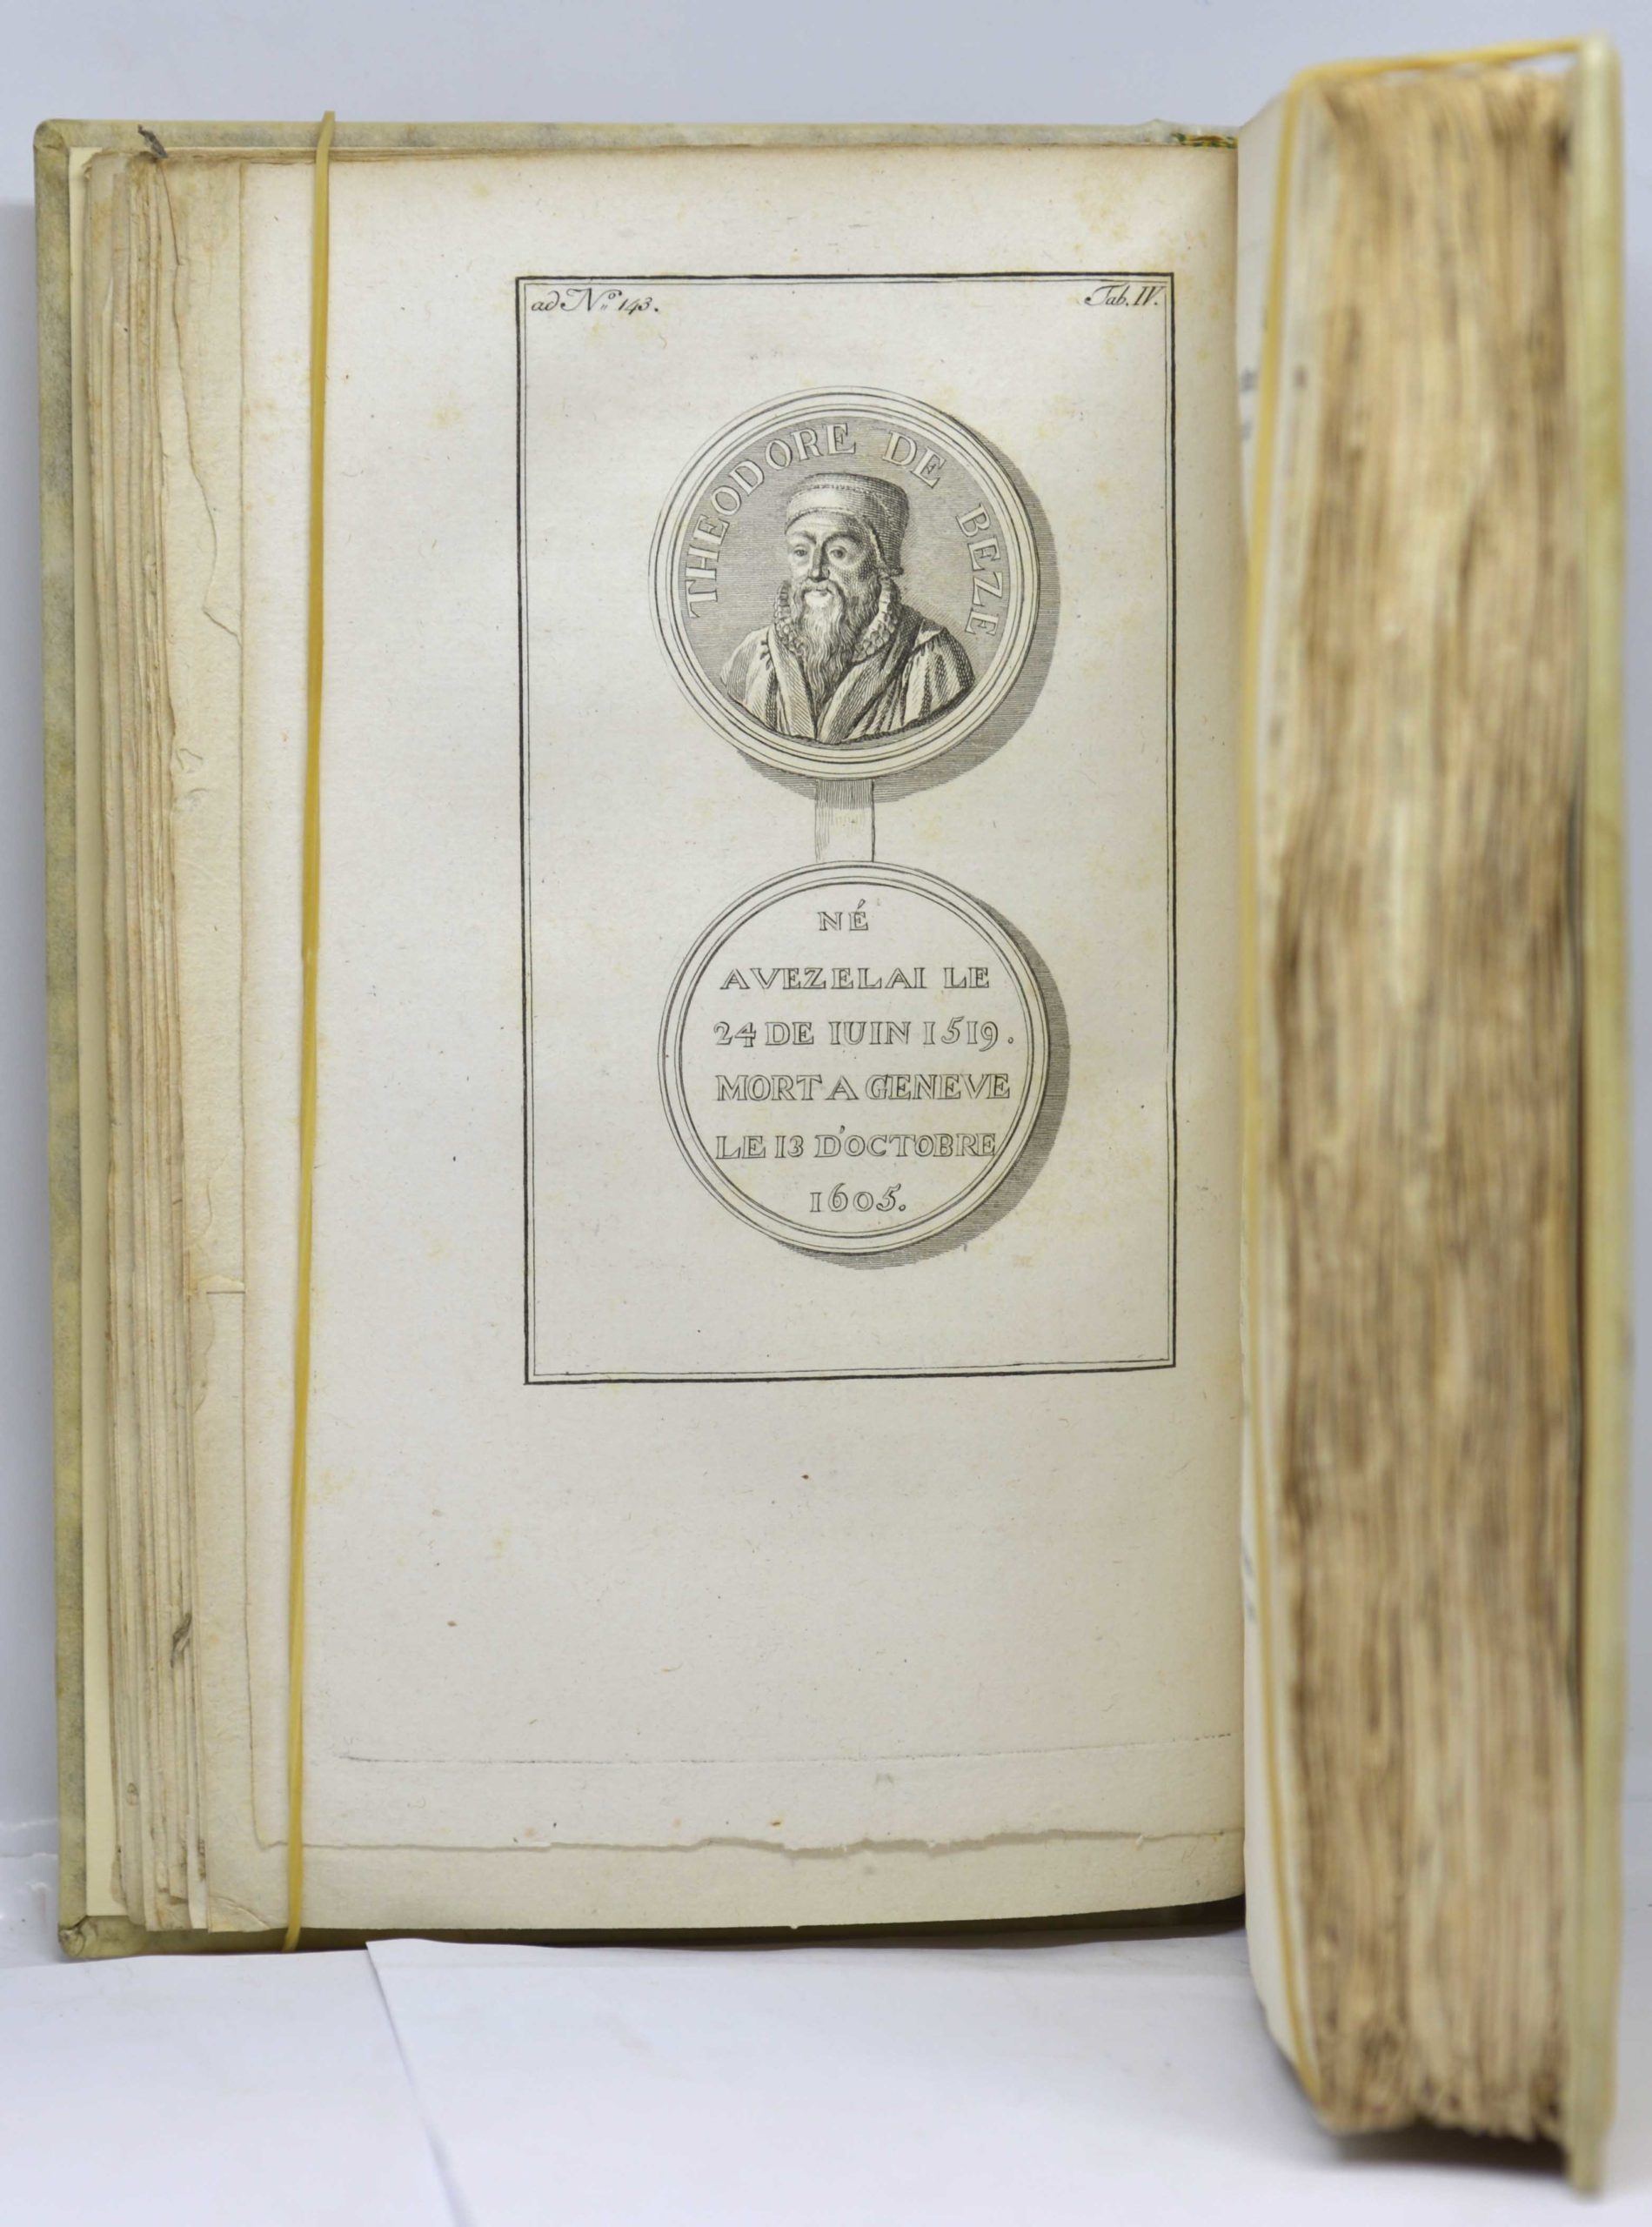 ad Nº 143.
Tab. IV.
THEODORE DE BEZE
NÉ
AVEZELAI LE
24 DE IUIN 1519.
MORT A GENEVE
LE 13 D'OCTOBRE
1605.